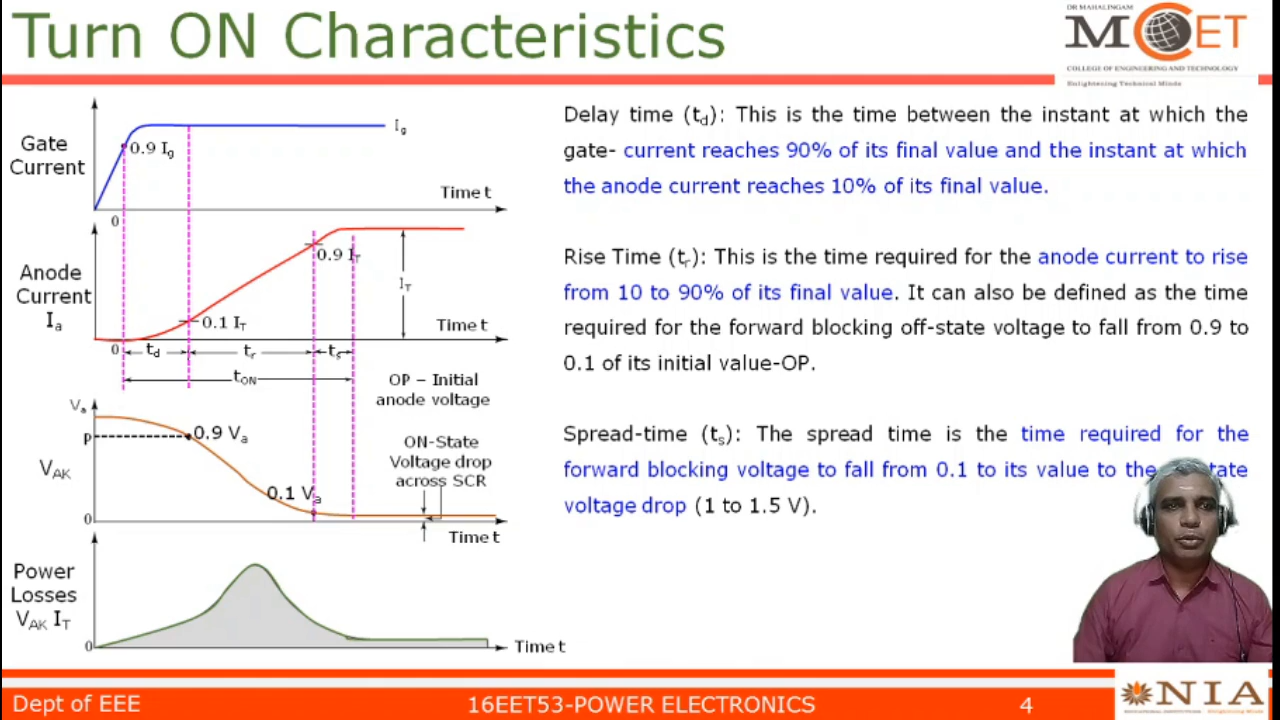 Turn ON Characteristics
DR MAHALINGAM
MCET
COLLEGE OF ENGINEERING AND TECHNOLOGY
Enlightening Technical Minds
Gate
Current
0.9 Ig
Ig
Time t
0
Anode
Current
Ia
0.1 IT
0.9 IT
IT
Time t
0
td
tr
ts
tON
OP – Initial
anode voltage
Va
P
0.9 Va
VAK
0.1 Va
ON-State
Voltage drop
across SCR
0
Time t
Power
Losses
VAK IT
0
Time t
Delay time (td): This is the time between the instant at which the
gate- current reaches 90% of its final value and the instant at which
the anode current reaches 10% of its final value.
Rise Time (tr): This is the time required for the anode current to rise
from 10 to 90% of its final value. It can also be defined as the time
required for the forward blocking off-state voltage to fall from 0.9 to
0.1 of its initial value-OP.
Spread-time (ts): The spread time is the time required for the
forward blocking voltage to fall from 0.1 to its value to the tate
voltage drop (1 to 1.5 V).
Dept of EEE
16EET53-POWER ELECTRONICS
4
NIA